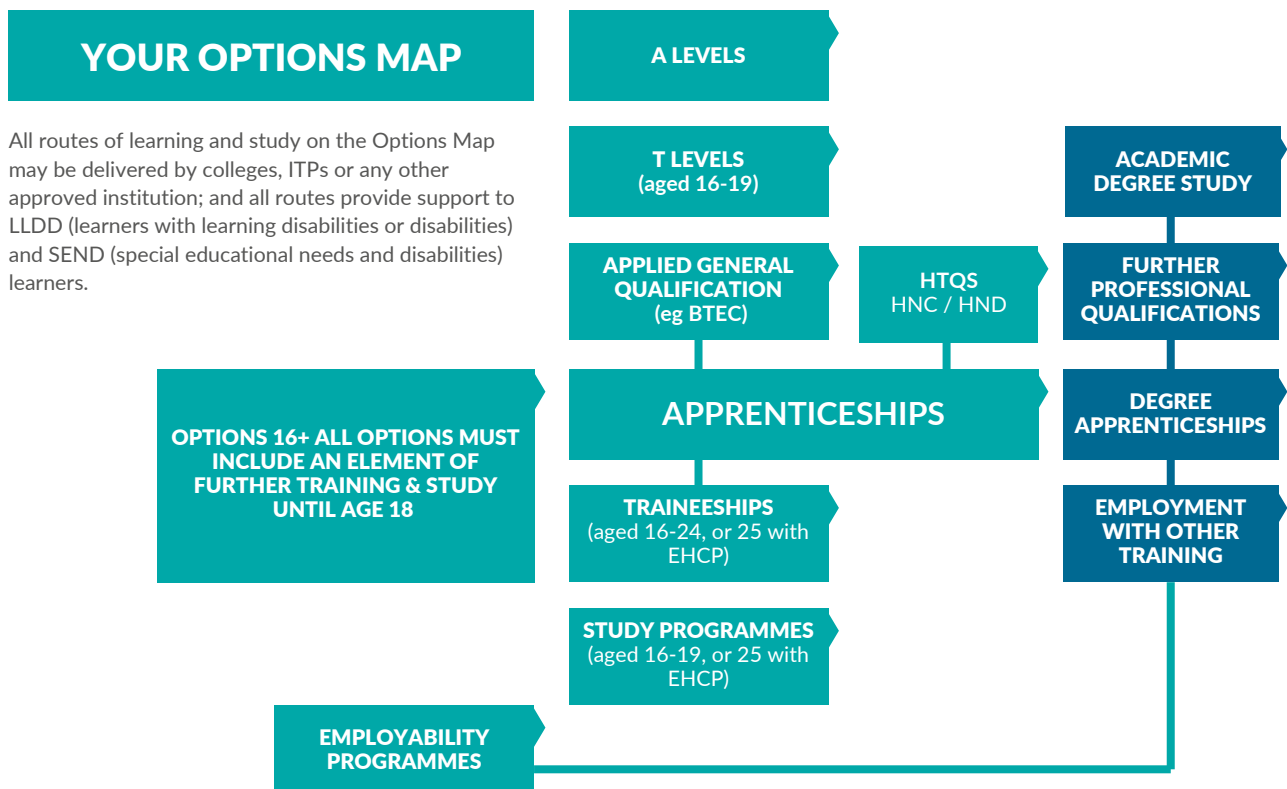 YOUR OPTIONS MAP
All routes of learning and study on the Options Map
may be delivered by colleges, ITPs or any other
approved institution; and all routes provide support to
LLDD (learners with learning disabilities or disabilities)
and SEND (special educational needs and disabilities)
learners.
OPTIONS 16+ ALL OPTIONS MUST
INCLUDE AN ELEMENT OF
FURTHER TRAINING & STUDY
UNTIL AGE 18
EMPLOYABILITY
PROGRAMMES
A LEVELS
T LEVELS
(aged 16-19)
APPLIED GENERAL
QUALIFICATION
(eg BTEC)
HTQS
HNC / HND
APPRENTICESHIPS
TRAINEESHIPS
(aged 16-24, or 25 with
EHCP)
STUDY PROGRAMMES
(aged 16-19, or 25 with
EHCP)
ACADEMIC
DEGREE STUDY
FURTHER
PROFESSIONAL
QUALIFICATIONS
DEGREE
APPRENTICESHIPS
EMPLOYMENT
WITH OTHER
TRAINING